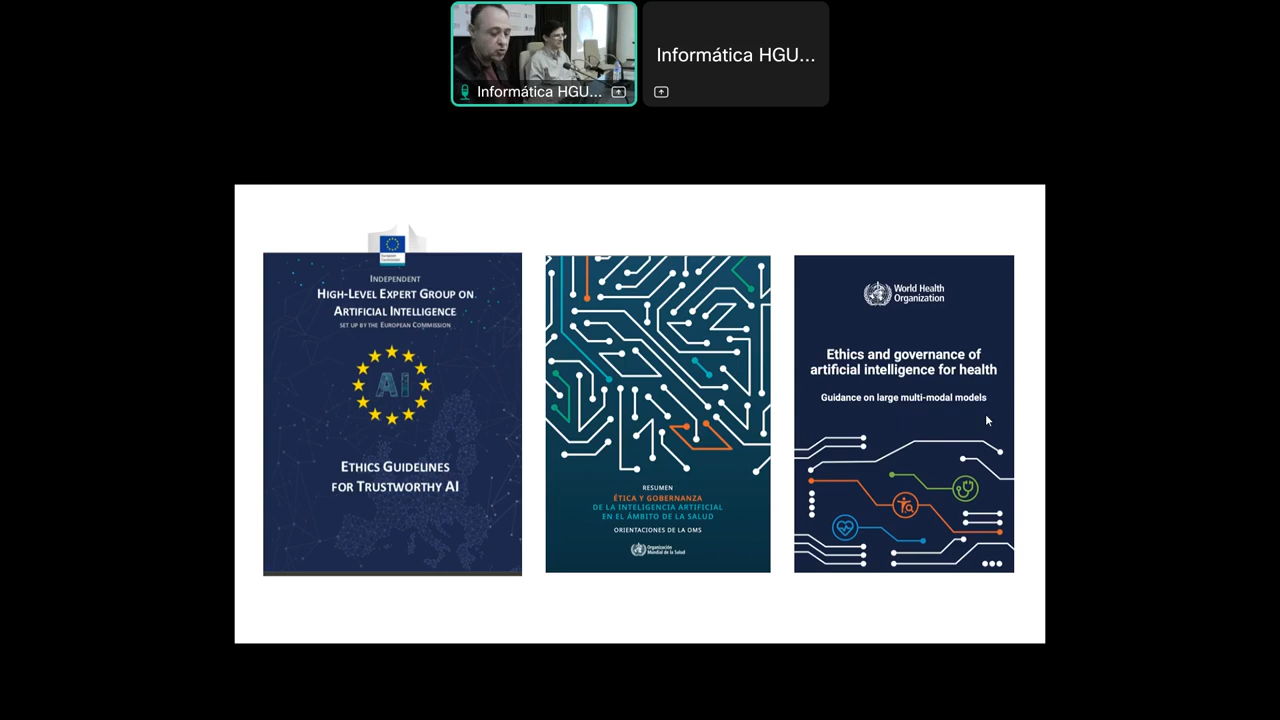 Informática HGU...
Informática HGU...
European
Commission
INDEPENDENT
HIGH-LEVEL EXPERT GROUP ON
ARTIFICIAL INTELLIGENCE
SET UP BY THE EUROPEAN COMMISSION
AI
ETHICS GUIDELINES
FOR TRUSTWORTHY AI
RESUMEN
ÉTICA Y GOBERNANZA
DE LA INTELIGENCIA ARTIFICIAL
EN EL ÁMBITO DE LA SALUD
ORIENTACIONES DE LA OMS
Organización
Mundial de la Salud
World Health
Organization
Ethics and governance of
artificial intelligence for health
Guidance on large multi-modal models